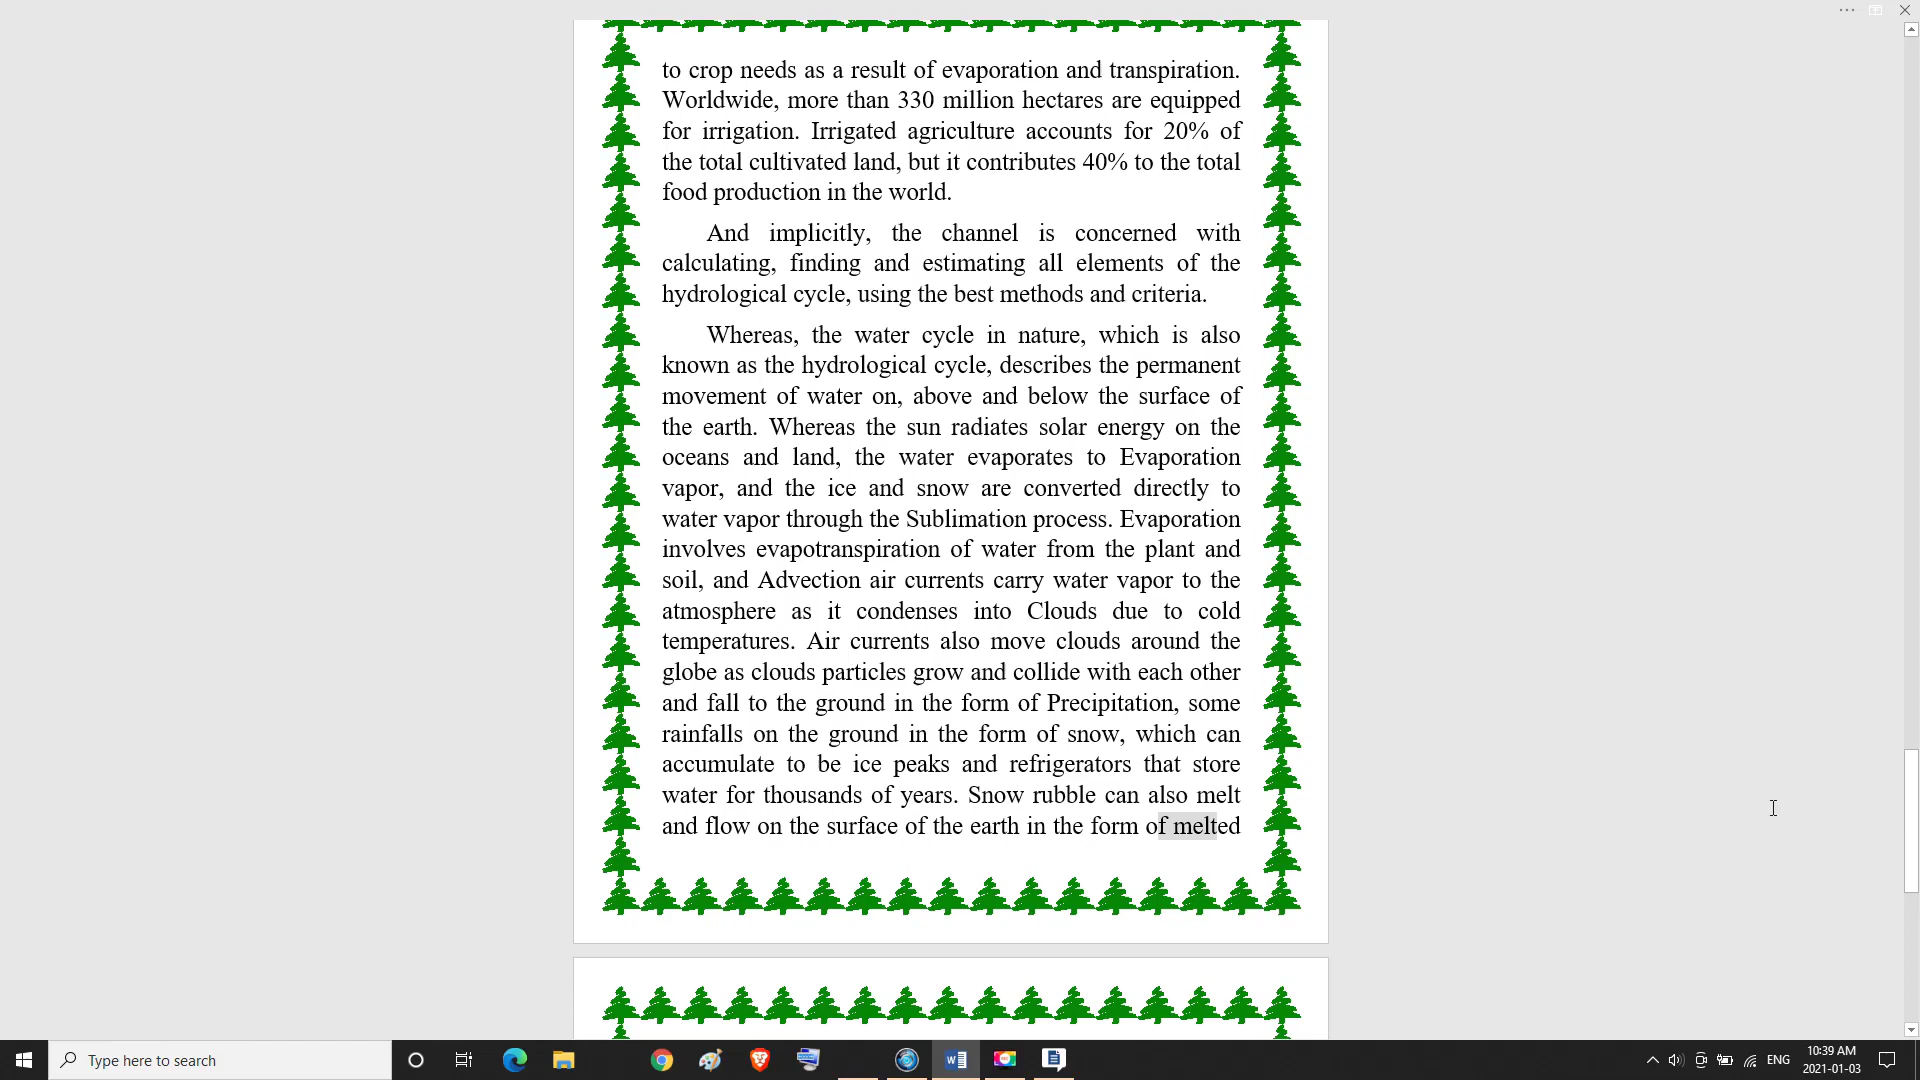 to crop needs as a result of evaporation and transpiration.
Worldwide, more than 330 million hectares are equipped
for irrigation. Irrigated agriculture accounts for 20% of
the total cultivated land, but it contributes 40% to the total
food production in the world.
And implicitly, the channel is concerned with
calculating, finding and estimating all elements of the
hydrological cycle, using the best methods and criteria.
Whereas, the water cycle in nature, which is also
known as the hydrological cycle, describes the permanent
movement of water on, above and below the surface of
the earth. Whereas the sun radiates solar energy on the
oceans and land, the water evaporates to Evaporation
vapor, and the ice and snow are converted directly to
water vapor through the Sublimation process. Evaporation
involves evapotranspiration of water from the plant and
soil, and Advection air currents carry water vapor to the
atmosphere as it condenses into Clouds due to cold
temperatures. Air currents also move clouds around the
globe as clouds particles grow and collide with each other
and fall to the ground in the form of Precipitation, some
rainfalls on the ground in the form of snow, which can
accumulate to be ice peaks and refrigerators that store
water for thousands of years. Snow rubble can also melt
and flow on the surface of the earth in the form of melted
Type here to search
ENG
10:39 AM
2021-01-03